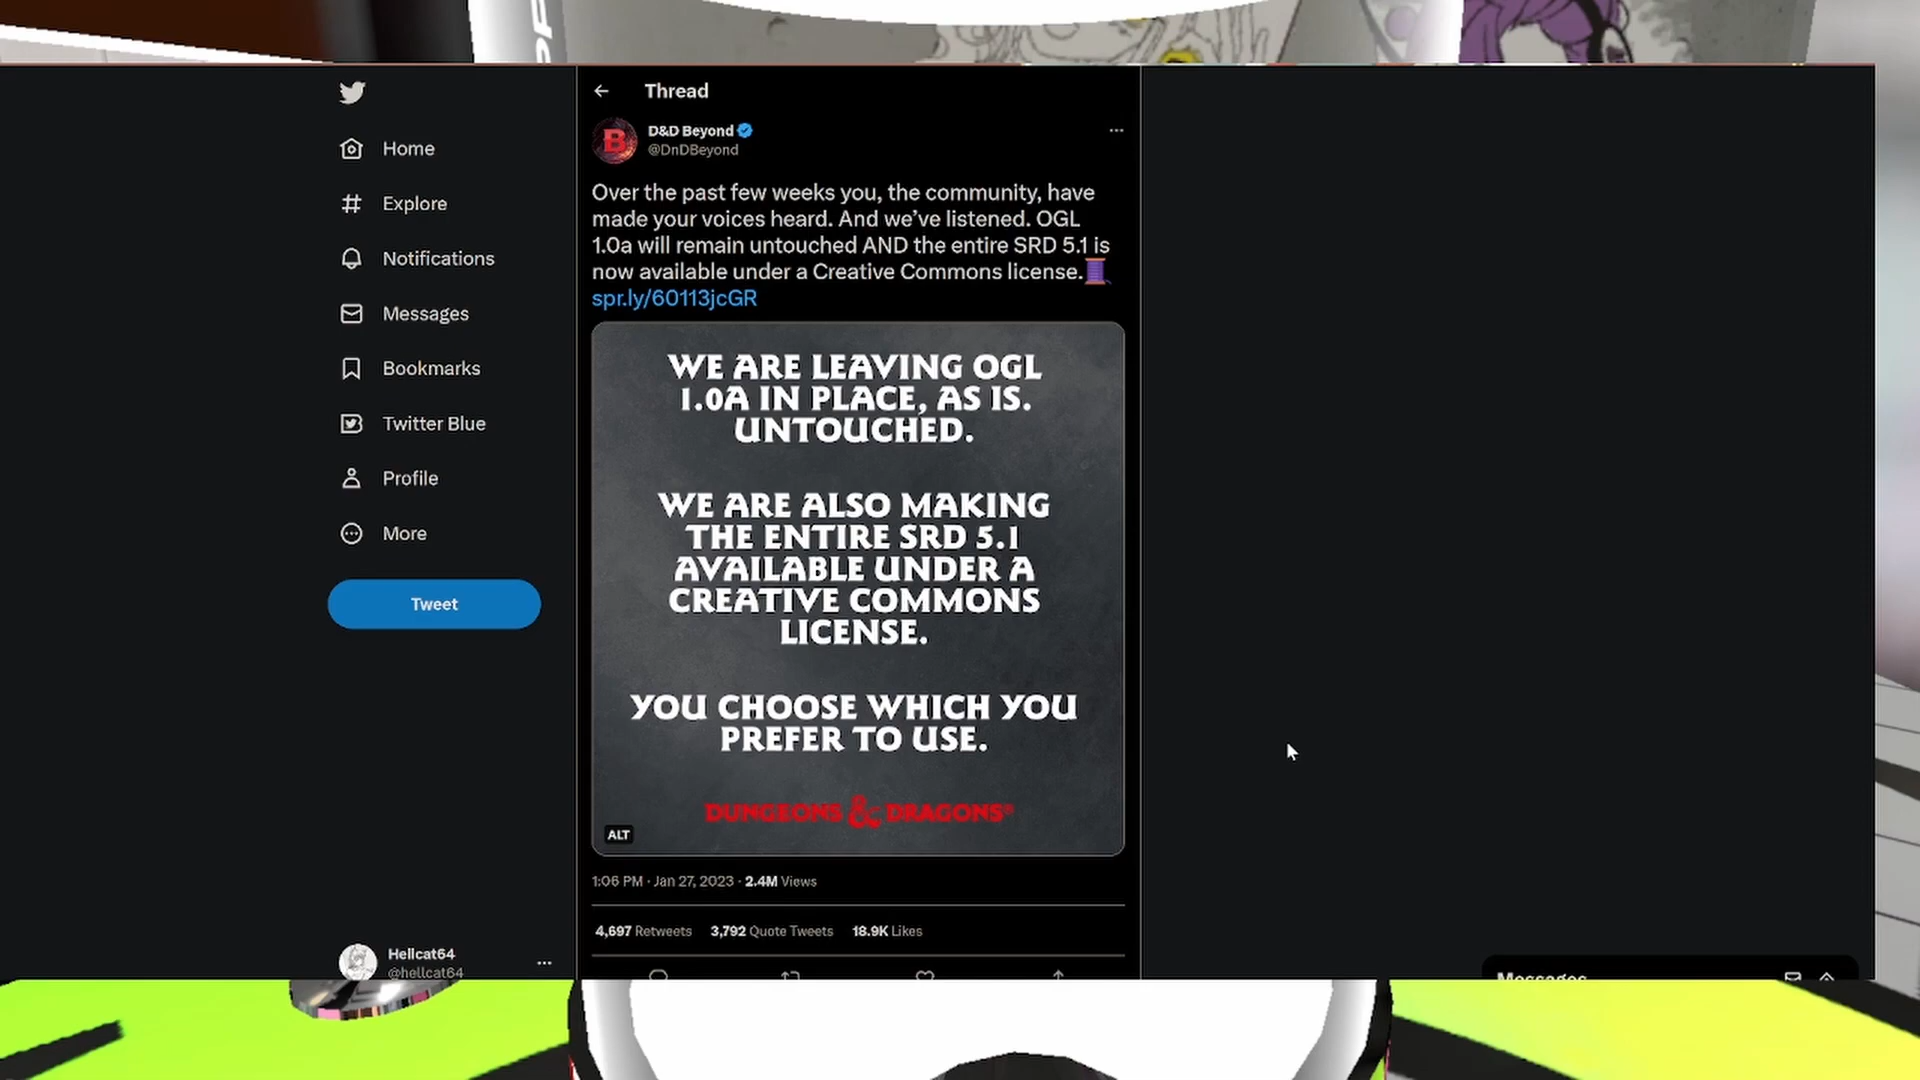 Home
Explore
Notifications
Messages
Bookmarks
Twitter Blue
Profile
More
Tweet
Hellcat64
@hellcat64
Thread
D&D Beyond
@DnDBeyond
Over the past few weeks you, the community, have
made your voices heard. And we've listened. OGL
1.0a will remain untouched AND the entire SRD 5.1 is
now available under a Creative Commons license.
spr.ly/60113jcGR
WE ARE LEAVING OGL
1.0A IN PLACE, AS IS.
UNTOUCHED.
WE ARE ALSO MAKING
THE ENTIRE SRD 5.1
AVAILABLE UNDER A
CREATIVE COMMONS
LICENSE.
YOU CHOOSE WHICH YOU
PREFER TO USE.
DUNGEONS & DRAGONS®
ALT
1:06 PM · Jan 27, 2023 · 2.4M Views
4,697 Retweets 3,792 Quote Tweets 18.9K Likes
Messages